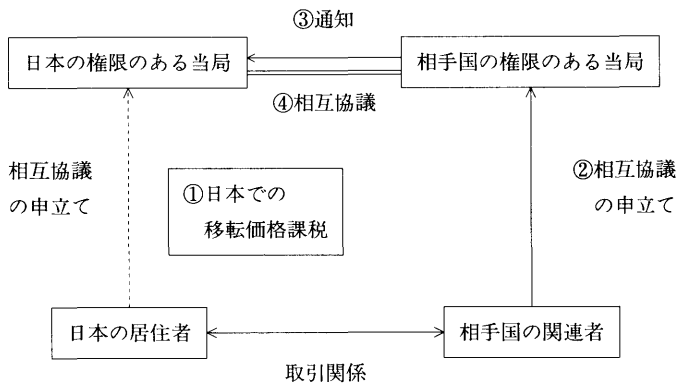 ③通知
日本の権限のある当局
相手国の権限のある当局
④相互協議
相互協議
の申立て
①日本での
移転価格課税
②相互協議
の申立て
日本の居住者
相手国の関連者
取引関係